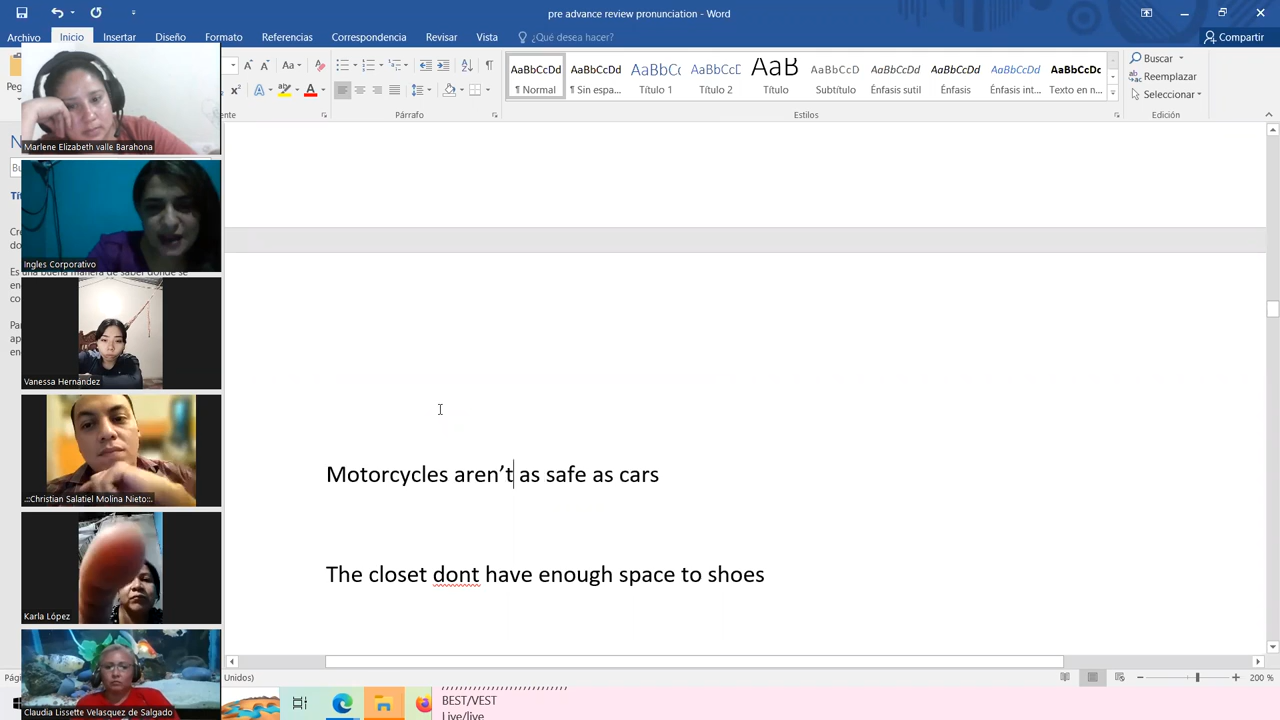 pre advance review pronunciation - Word
Archivo Inicio Insertar Diseño Formato Referencias Correspondencia Revisar Vista ¿Qué desea hacer? Compartir
AaBbCcDd AaBbCcDd AaBbCc AaBbCcD AaB AaBbCcD AaBbCcDd AaBbCcDd AaBbCcDd AaBbCcDc
¶ Normal ¶ Sin espa... Título 1 Título 2 Título Subtítulo Énfasis sutil Énfasis Énfasis int... Texto en n...
Buscar
Reemplazar
Seleccionar
Párrafo Estilos Edición
Marlene Elizabeth valle Barahona
Ingles Corporativo
Vanessa Hernández
.::Christian Salatiel Molina Nieto::.
Karla López
Claudia Lissette Velasquez de Salgado
Motorcycles aren’t as safe as cars
The closet dont have enough space to shoes
Unidos)
200 %
BEST/VEST
Live/live